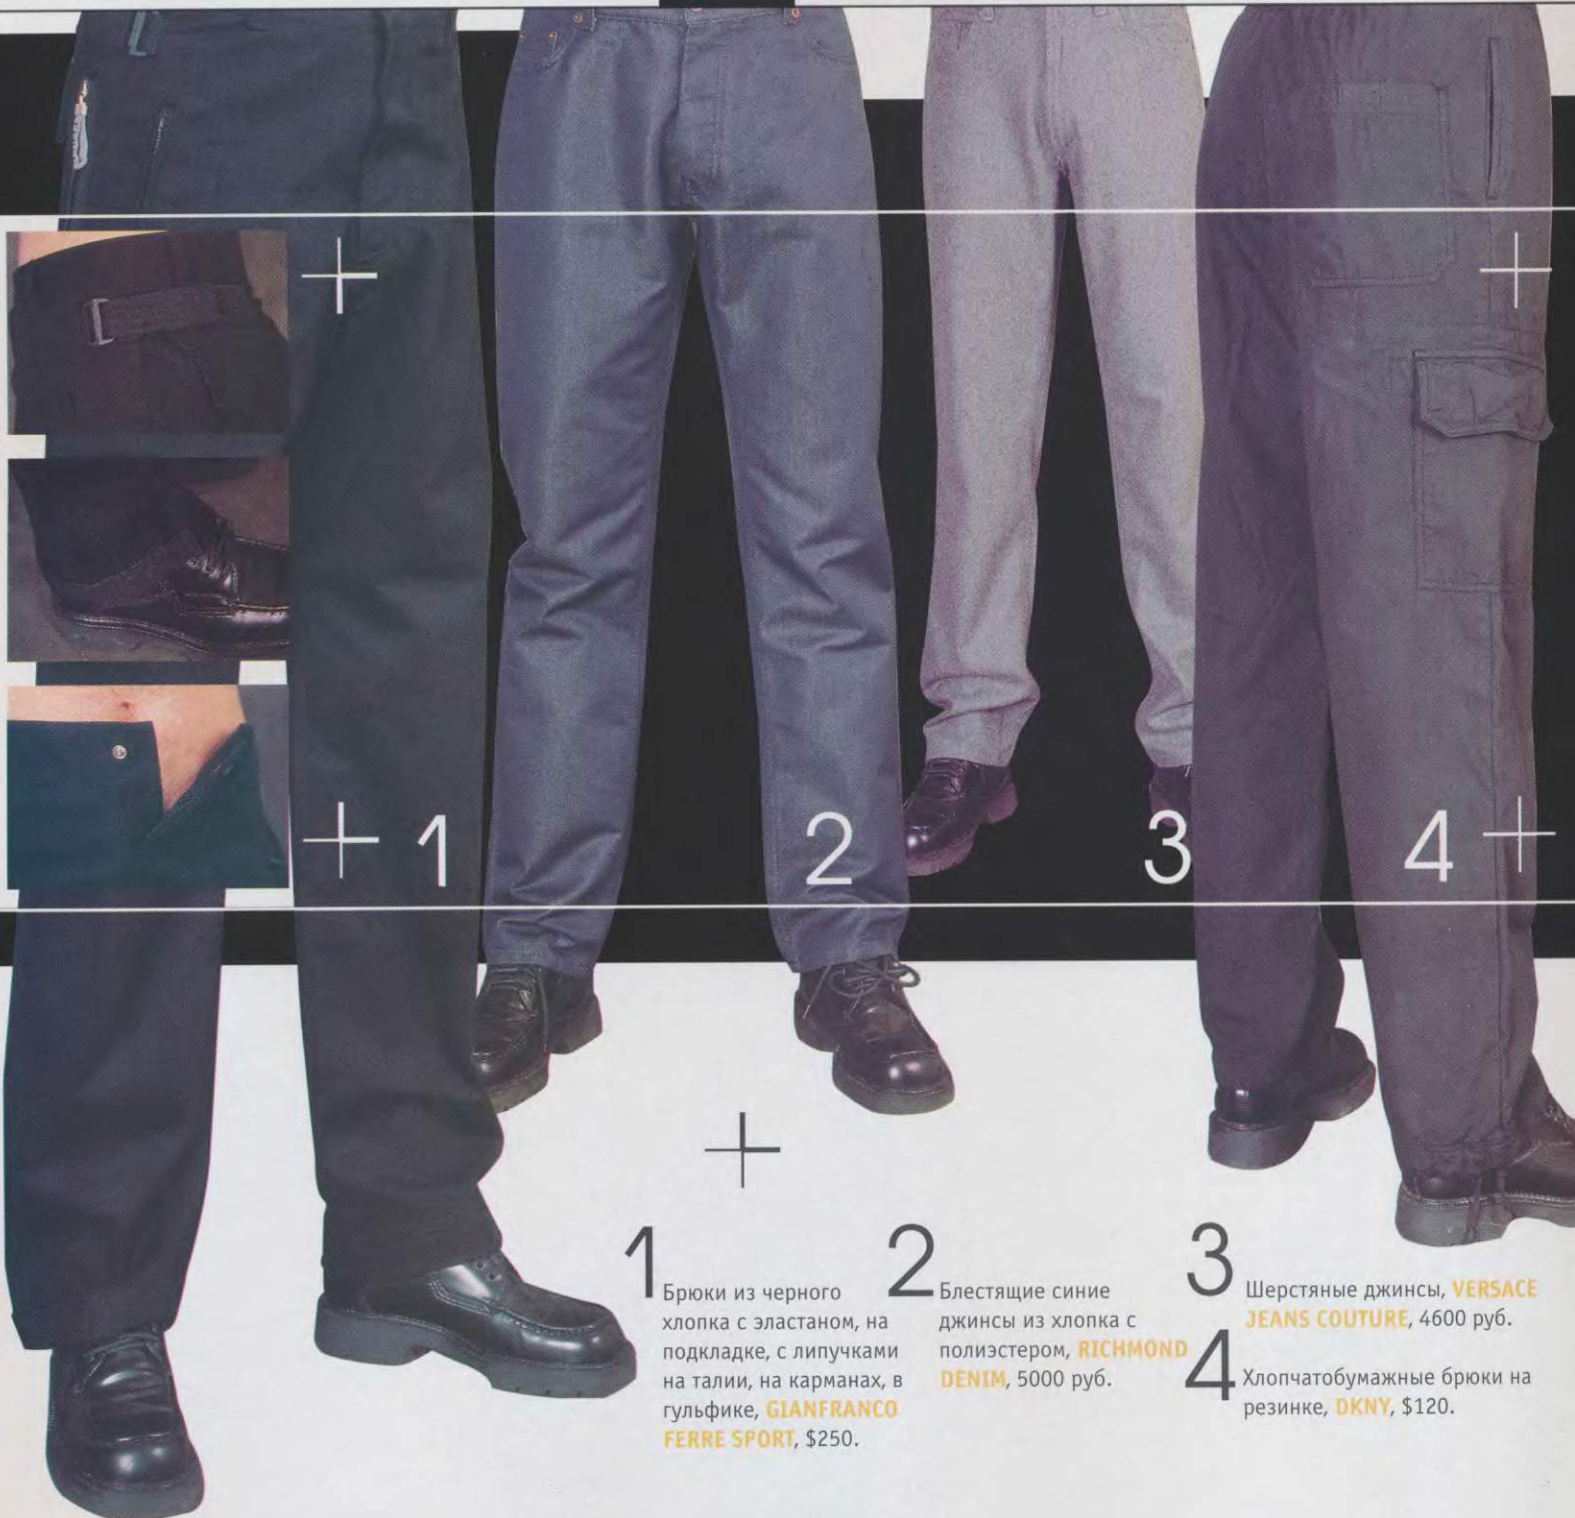 1
2
3
4
1
Брюки из черного
хлопка с эластаном, на
подкладке, с липучками
на талии, на карманах, в
гульфике, GIANFRANCO
FERRE SPORT, $250.
2
Блестящие синие
джинсы из хлопка с
полиэстером, RICHMOND
DENIM, 5000 руб.
3
Шерстяные джинсы, VERSACE
JEANS COUTURE, 4600 руб.
4
Хлопчатобумажные брюки на
резинке, DKNY, $120.